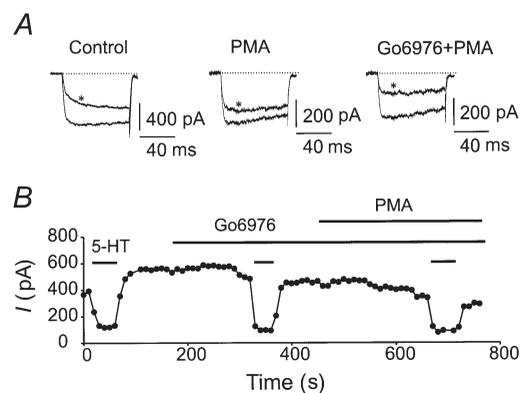 A
Control
PMA
Go6976+PMA
*
*
*
400 pA
40 ms
200 pA
40 ms
200 pA
40 ms
B
PMA
Go6976
5-HT
I (pA)
800
600
400
200
0
0 200 400 600 800
Time (s)